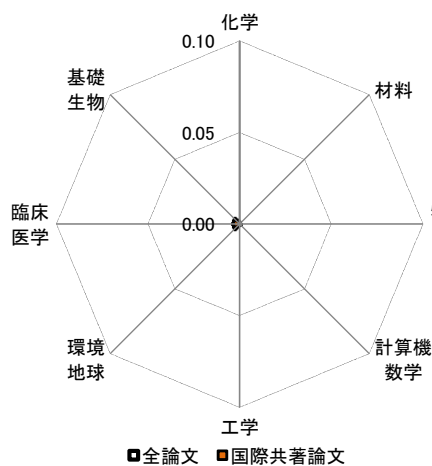 化学
0.10
基礎
生物
材料
0.05
臨床
医学
0.00
環境
地球
計算機
数学
工学
全論文 国際共著論文